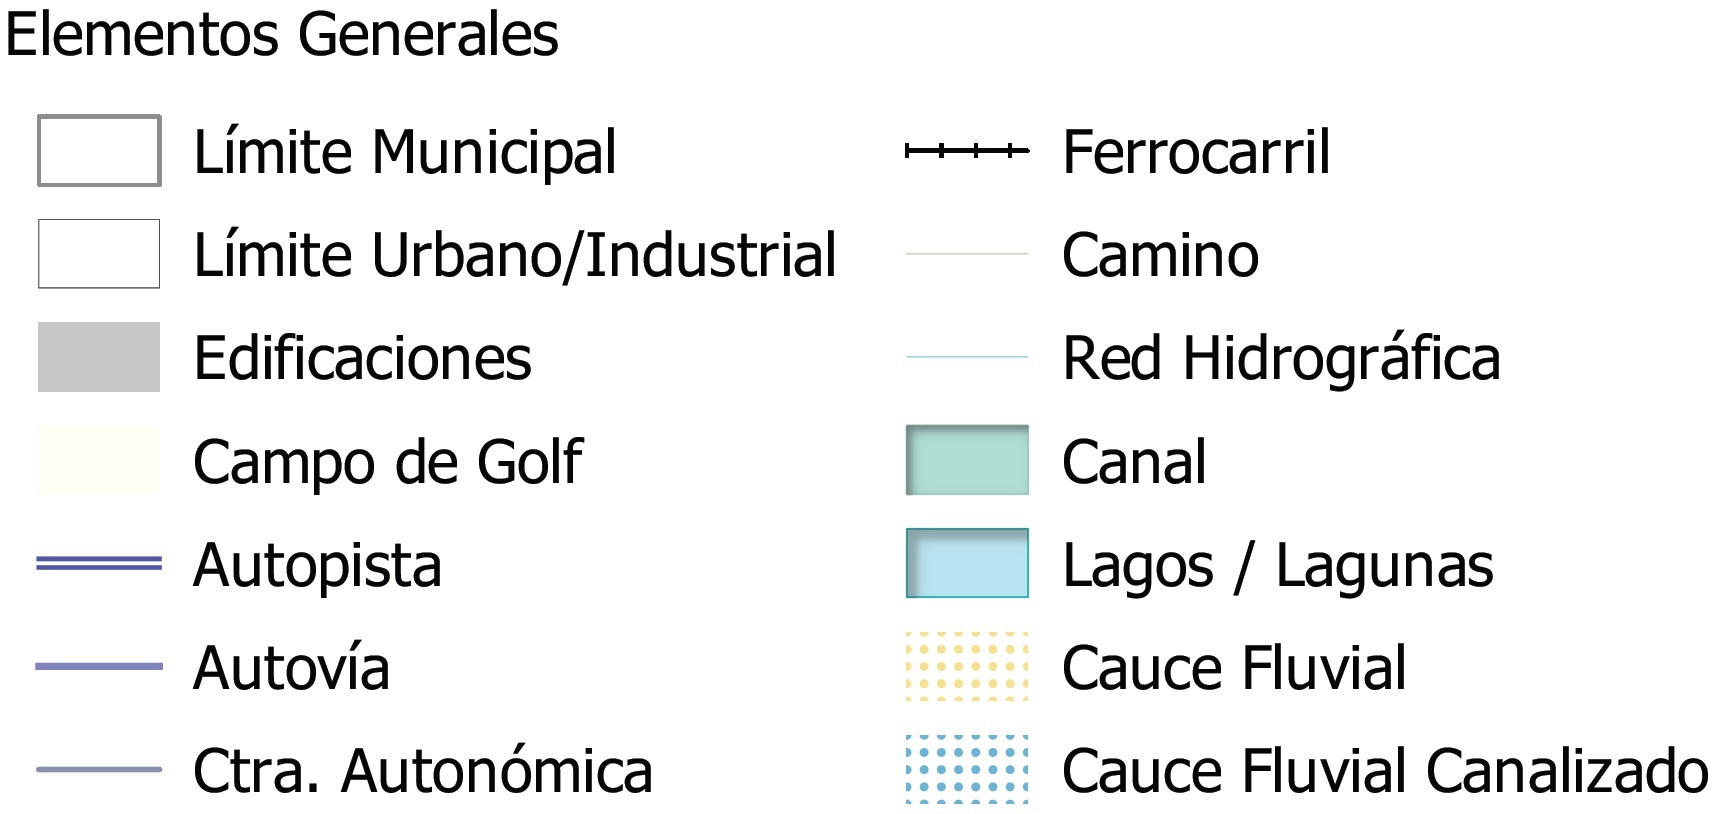 Elementos Generales
Límite Municipal
Límite Urbano/Industrial
Edificaciones
Campo de Golf
Autopista
Autovía
Ctra. Autonómica
Ferrocarril
Camino
Red Hidrográfica
Canal
Lagos / Lagunas
Cauce Fluvial
Cauce Fluvial Canalizado